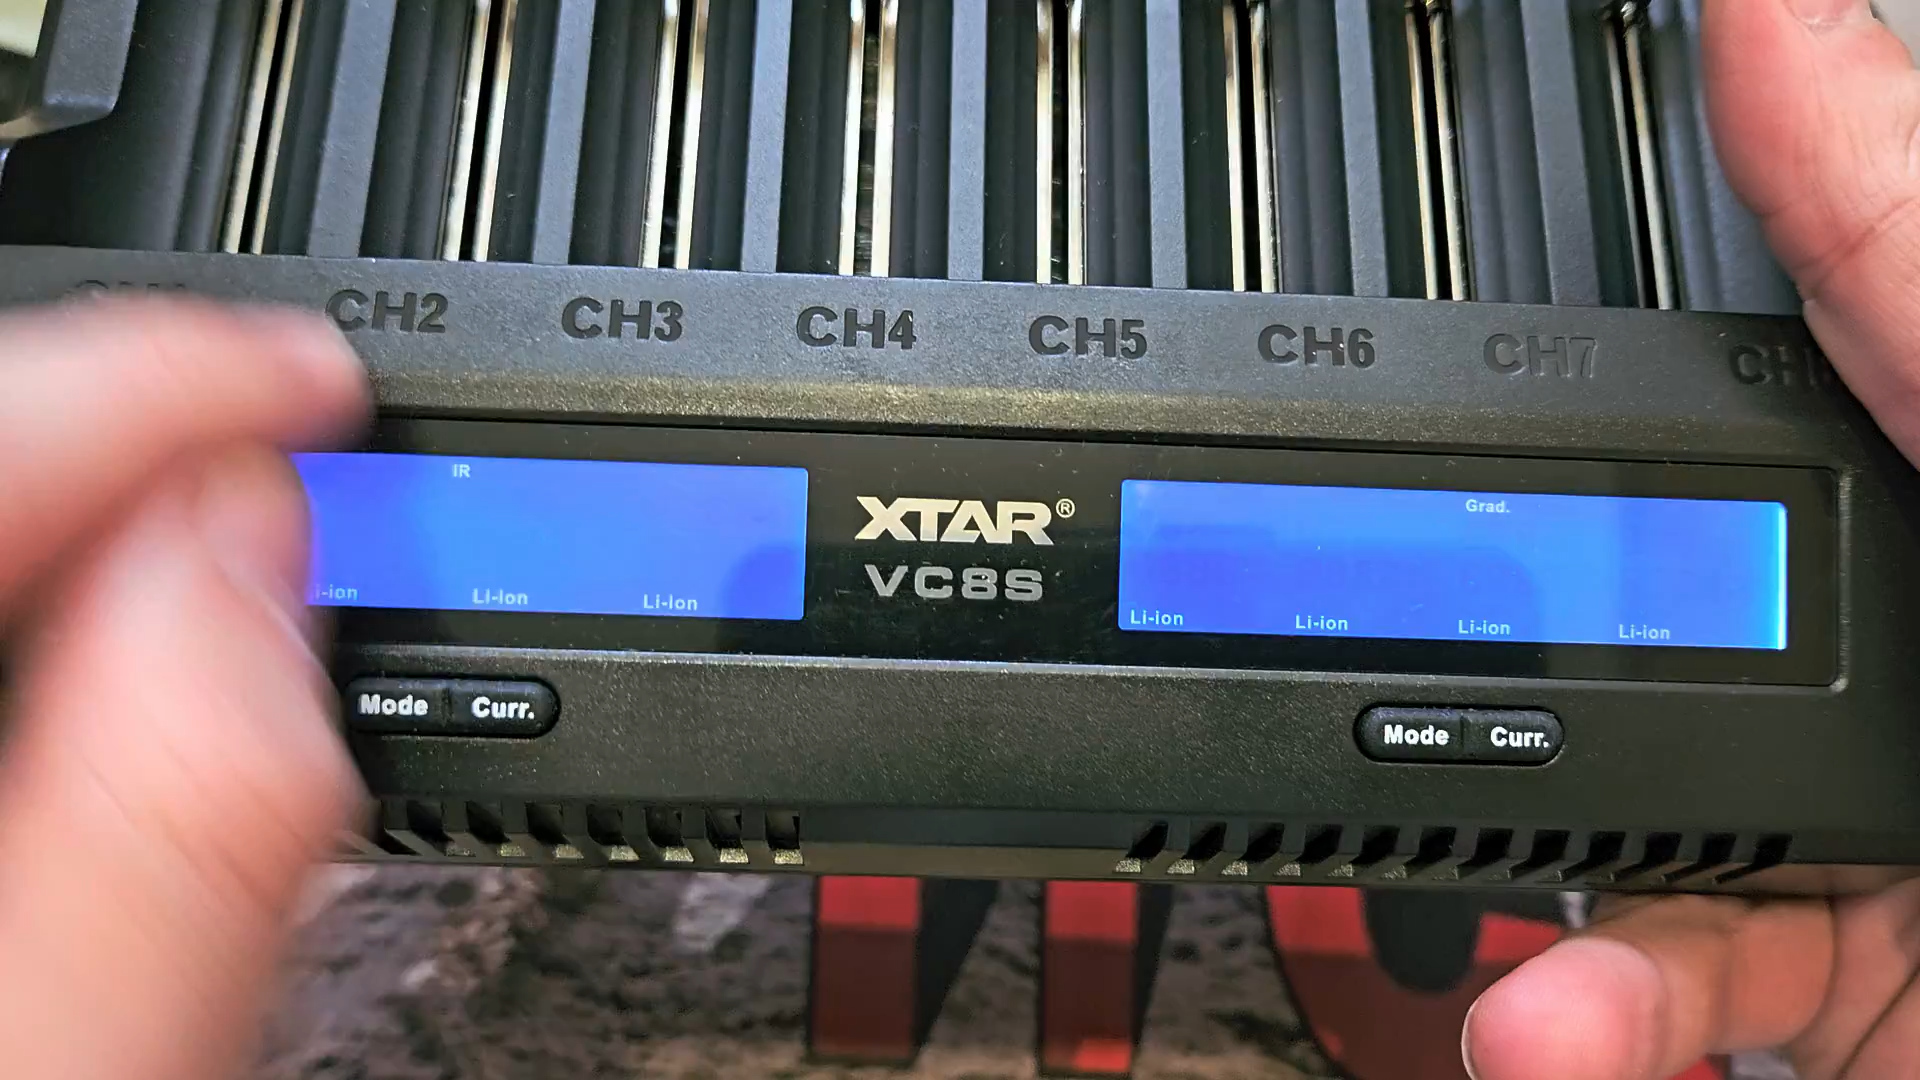 CH2 CH3 CH4 CH5 CH6 CH7
IR
Li-ion Li-ion
XTAR®
VC8S
Grad.
Li-ion Li-ion Li-ion Li-ion
Mode Curr.
Mode Curr.